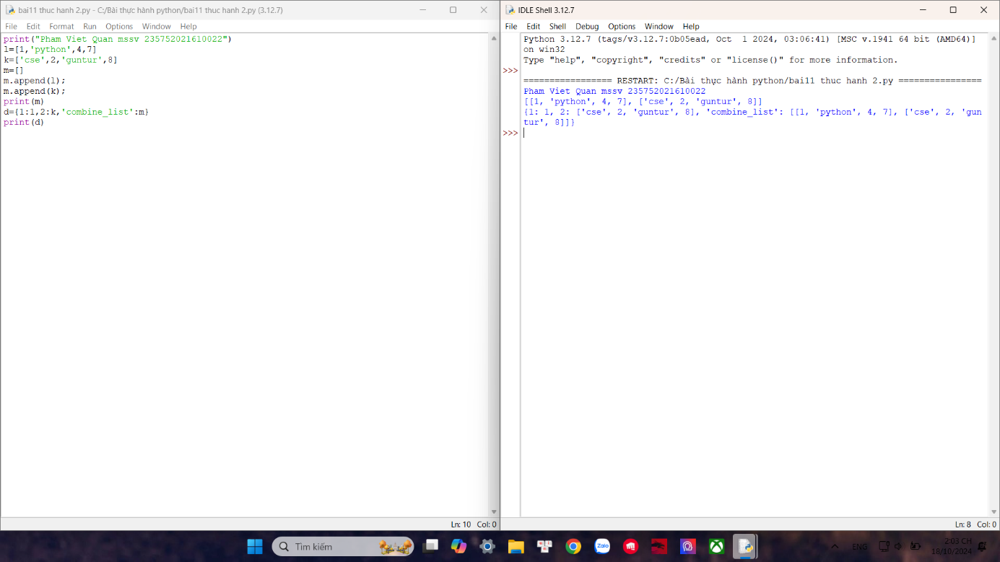 bai11 thuc hanh 2.py - C:/Bài thực hành python/bai11 thuc hanh 2.py (3.12.7)
File Edit Format Run Options Window Help
print("Pham Viet Quan mssv 235752021610022")
l=[1,'python',4,7]
k=['cse',2,'guntur',8]
m=[]
m.append(l);
m.append(k);
print(m)
d={1:1,2:k,'combine_list':m}
print(d)
Ln: 10 Col: 0
IDLE Shell 3.12.7
File Edit Shell Debug Options Window Help
Python 3.12.7 (tags/v3.12.7:0b05ead, Oct  1 2024, 03:06:41) [MSC v.1941 64 bit (AMD64)]
on win32
Type "help", "copyright", "credits" or "license()" for more information.
>>>
================= RESTART: C:/Bài thực hành python/bai11 thuc hanh 2.py ================
Pham Viet Quan mssv 235752021610022
[[1, 'python', 4, 7], ['cse', 2, 'guntur', 8]]
{1: 1, 2: ['cse', 2, 'guntur', 8], 'combine_list': [[1, 'python', 4, 7], ['cse', 2, 'gun
tur', 8]]}
>>>
Ln: 8 Col: 0
Tìm kiếm
Zalo
ENG
2:03 CH
18/10/2024